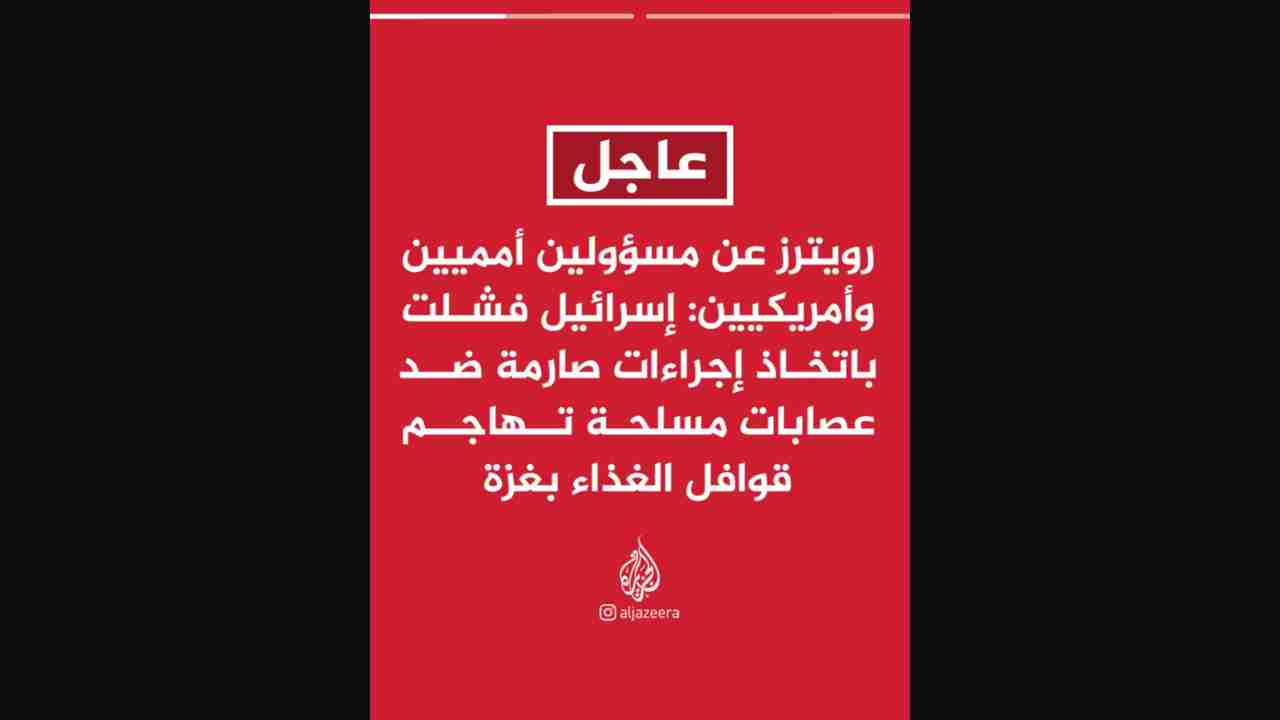 عاجل
رويترز عن مسؤولين أمميين
وأمريكيين: إسرائيل فشلت
باتخاذ إجراءات صارمة ضد
عصابات مسلحة تهاجم
قوافل الغذاء بغزة
الجزيرة
aljazeera